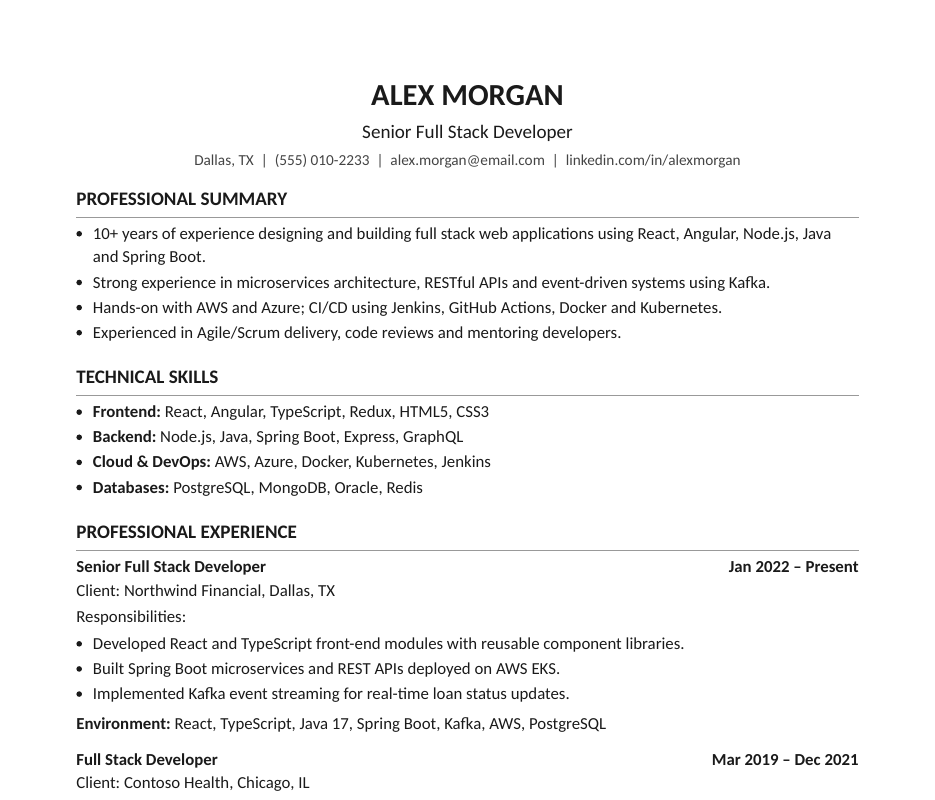 ALEX MORGAN
Senior Full Stack Developer
Dallas, TX | (555) 010-2233 | alex.morgan@email.com | linkedin.com/in/alexmorgan
PROFESSIONAL SUMMARY
• 10+ years of experience designing and building full stack web applications using React, Angular, Node.js, Java
and Spring Boot.
• Strong experience in microservices architecture, RESTful APIs and event-driven systems using Kafka.
• Hands-on with AWS and Azure; CI/CD using Jenkins, GitHub Actions, Docker and Kubernetes.
• Experienced in Agile/Scrum delivery, code reviews and mentoring developers.
TECHNICAL SKILLS
• Frontend: React, Angular, TypeScript, Redux, HTML5, CSS3
• Backend: Node.js, Java, Spring Boot, Express, GraphQL
• Cloud & DevOps: AWS, Azure, Docker, Kubernetes, Jenkins
• Databases: PostgreSQL, MongoDB, Oracle, Redis
PROFESSIONAL EXPERIENCE
Senior Full Stack Developer Jan 2022 – Present
Client: Northwind Financial, Dallas, TX
Responsibilities:
• Developed React and TypeScript front-end modules with reusable component libraries.
• Built Spring Boot microservices and REST APIs deployed on AWS EKS.
• Implemented Kafka event streaming for real-time loan status updates.
Environment: React, TypeScript, Java 17, Spring Boot, Kafka, AWS, PostgreSQL
Full Stack Developer Mar 2019 – Dec 2021
Client: Contoso Health, Chicago, IL